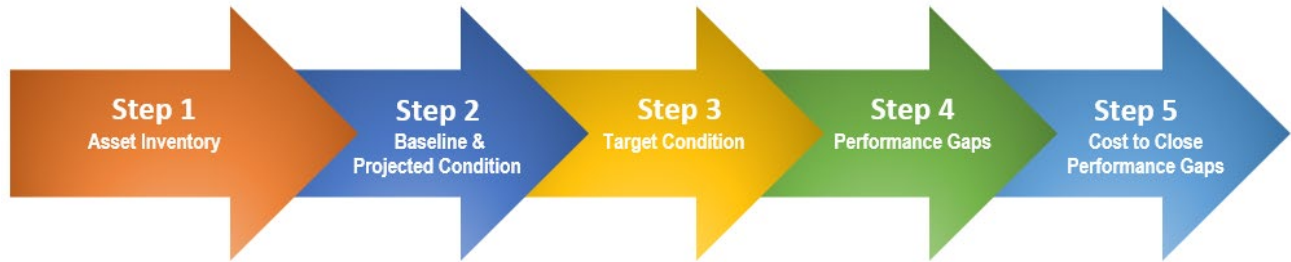 Step 1
Asset Inventory
Step 2
Baseline &
Projected Condition
Step 3
Target Condition
Step 4
Performance Gaps
Step 5
Cost to Close
Performance Gaps